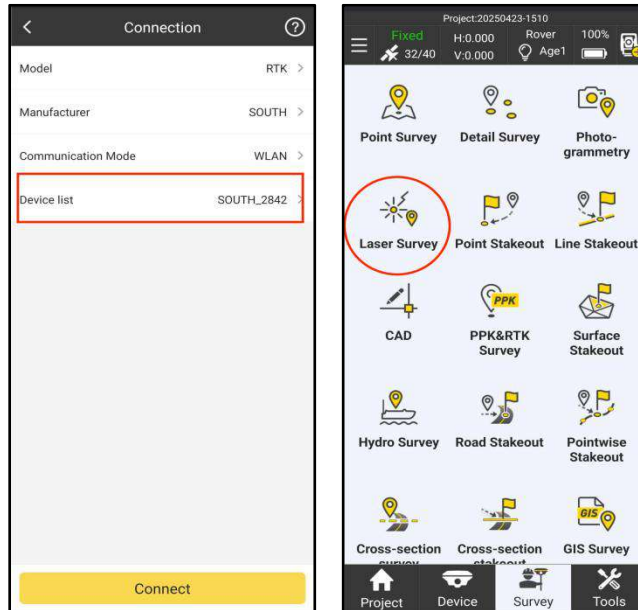 Connection
Model RTK
Manufacturer SOUTH
Communication Mode WLAN
Device list SOUTH_2842
Connect
Project:20250423-1510
Fixed H:0.000 Rover 100%
32/40 V:0.000 Age1
Point Survey Detail Survey Photo-
grammetry
Laser Survey Point Stakeout Line Stakeout
PPK
CAD PPK&RTK Surface
Survey Stakeout
Hydro Survey Road Stakeout Pointwise
Stakeout
GIS
Cross-section Cross-section GIS Survey
survey stakeout
Project Device Survey Tools